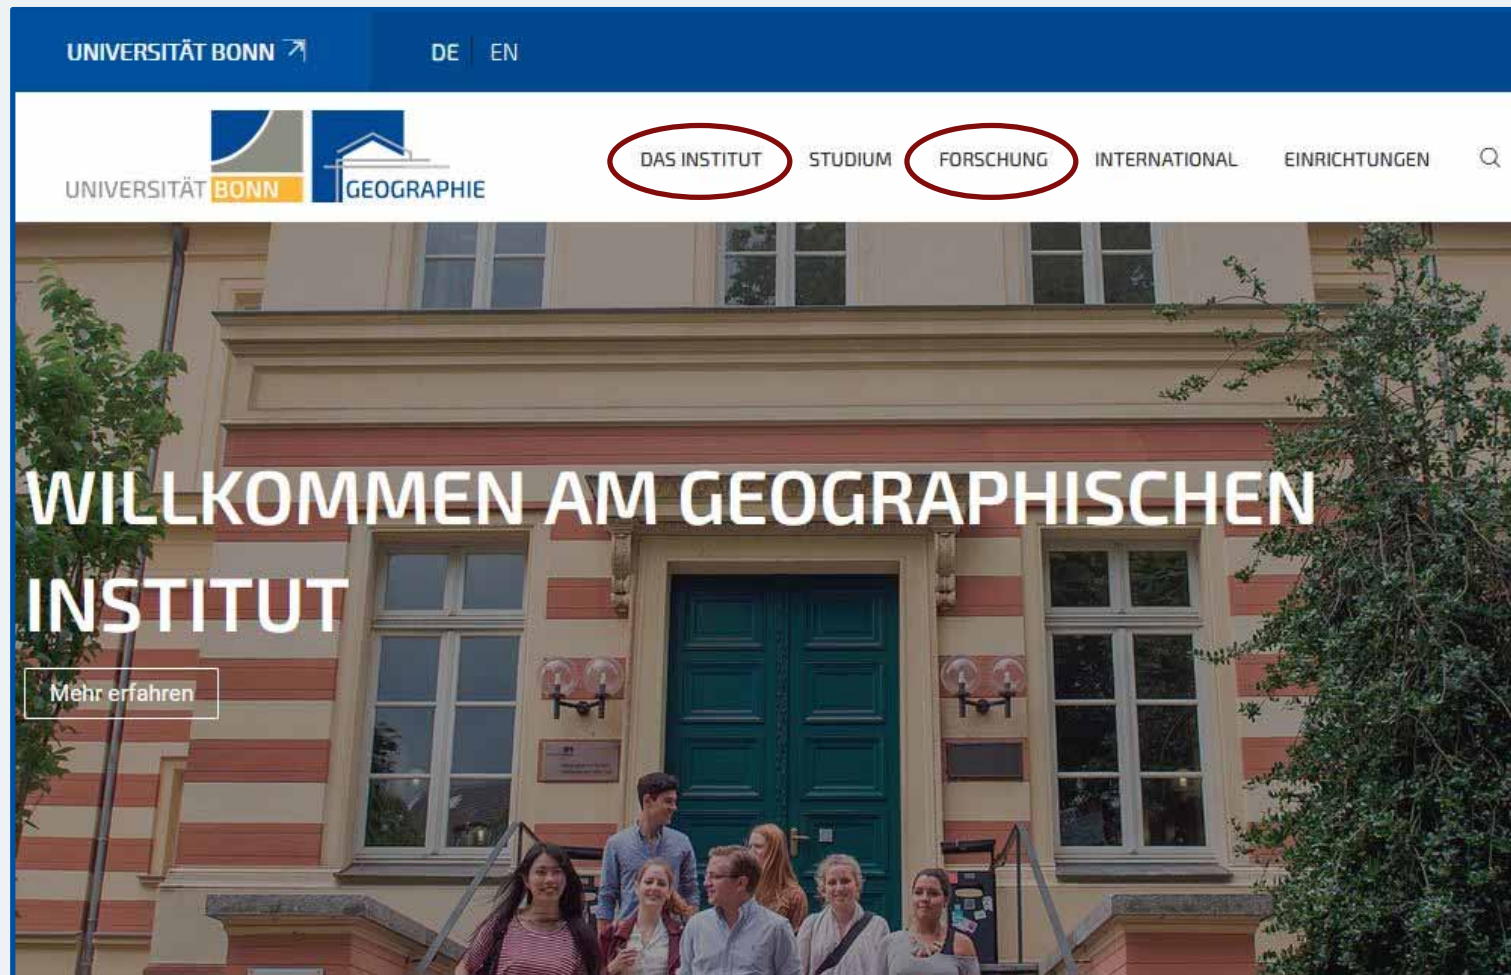 UNIVERSITÄT BONN
DE EN
UNIVERSITÄT BONN GEOGRAPHIE
DAS INSTITUT STUDIUM FORSCHUNG INTERNATIONAL EINRICHTUNGEN
WILLKOMMEN AM GEOGRAPHISCHEN
INSTITUT
Mehr erfahren